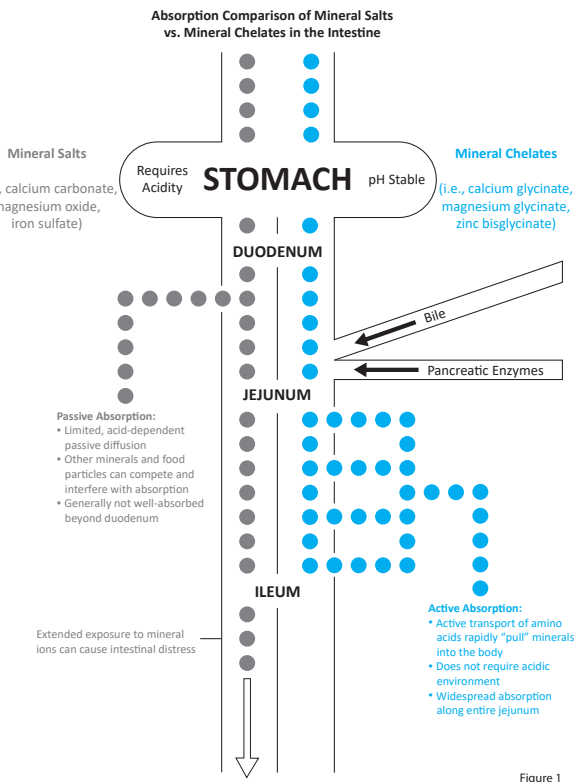 Absorption Comparison of Mineral Salts
vs. Mineral Chelates in the Intestine
Mineral Salts
, calcium carbonate,
magnesium oxide,
iron sulfate)
Requires
Acidity
STOMACH
pH Stable
Mineral Chelates
(i.e., calcium glycinate,
magnesium glycinate,
zinc bisglycinate)
DUODENUM
Bile
Pancreatic Enzymes
JEJUNUM
Passive Absorption:
• Limited, acid-dependent
passive diffusion
• Other minerals and food
particles can compete and
interfere with absorption
• Generally not well-absorbed
beyond duodenum
ILEUM
Extended exposure to mineral
ions can cause intestinal distress
Active Absorption:
• Active transport of amino
acids rapidly “pull” minerals
into the body
• Does not require acidic
environment
• Widespread absorption
along entire jejunum
Figure 1